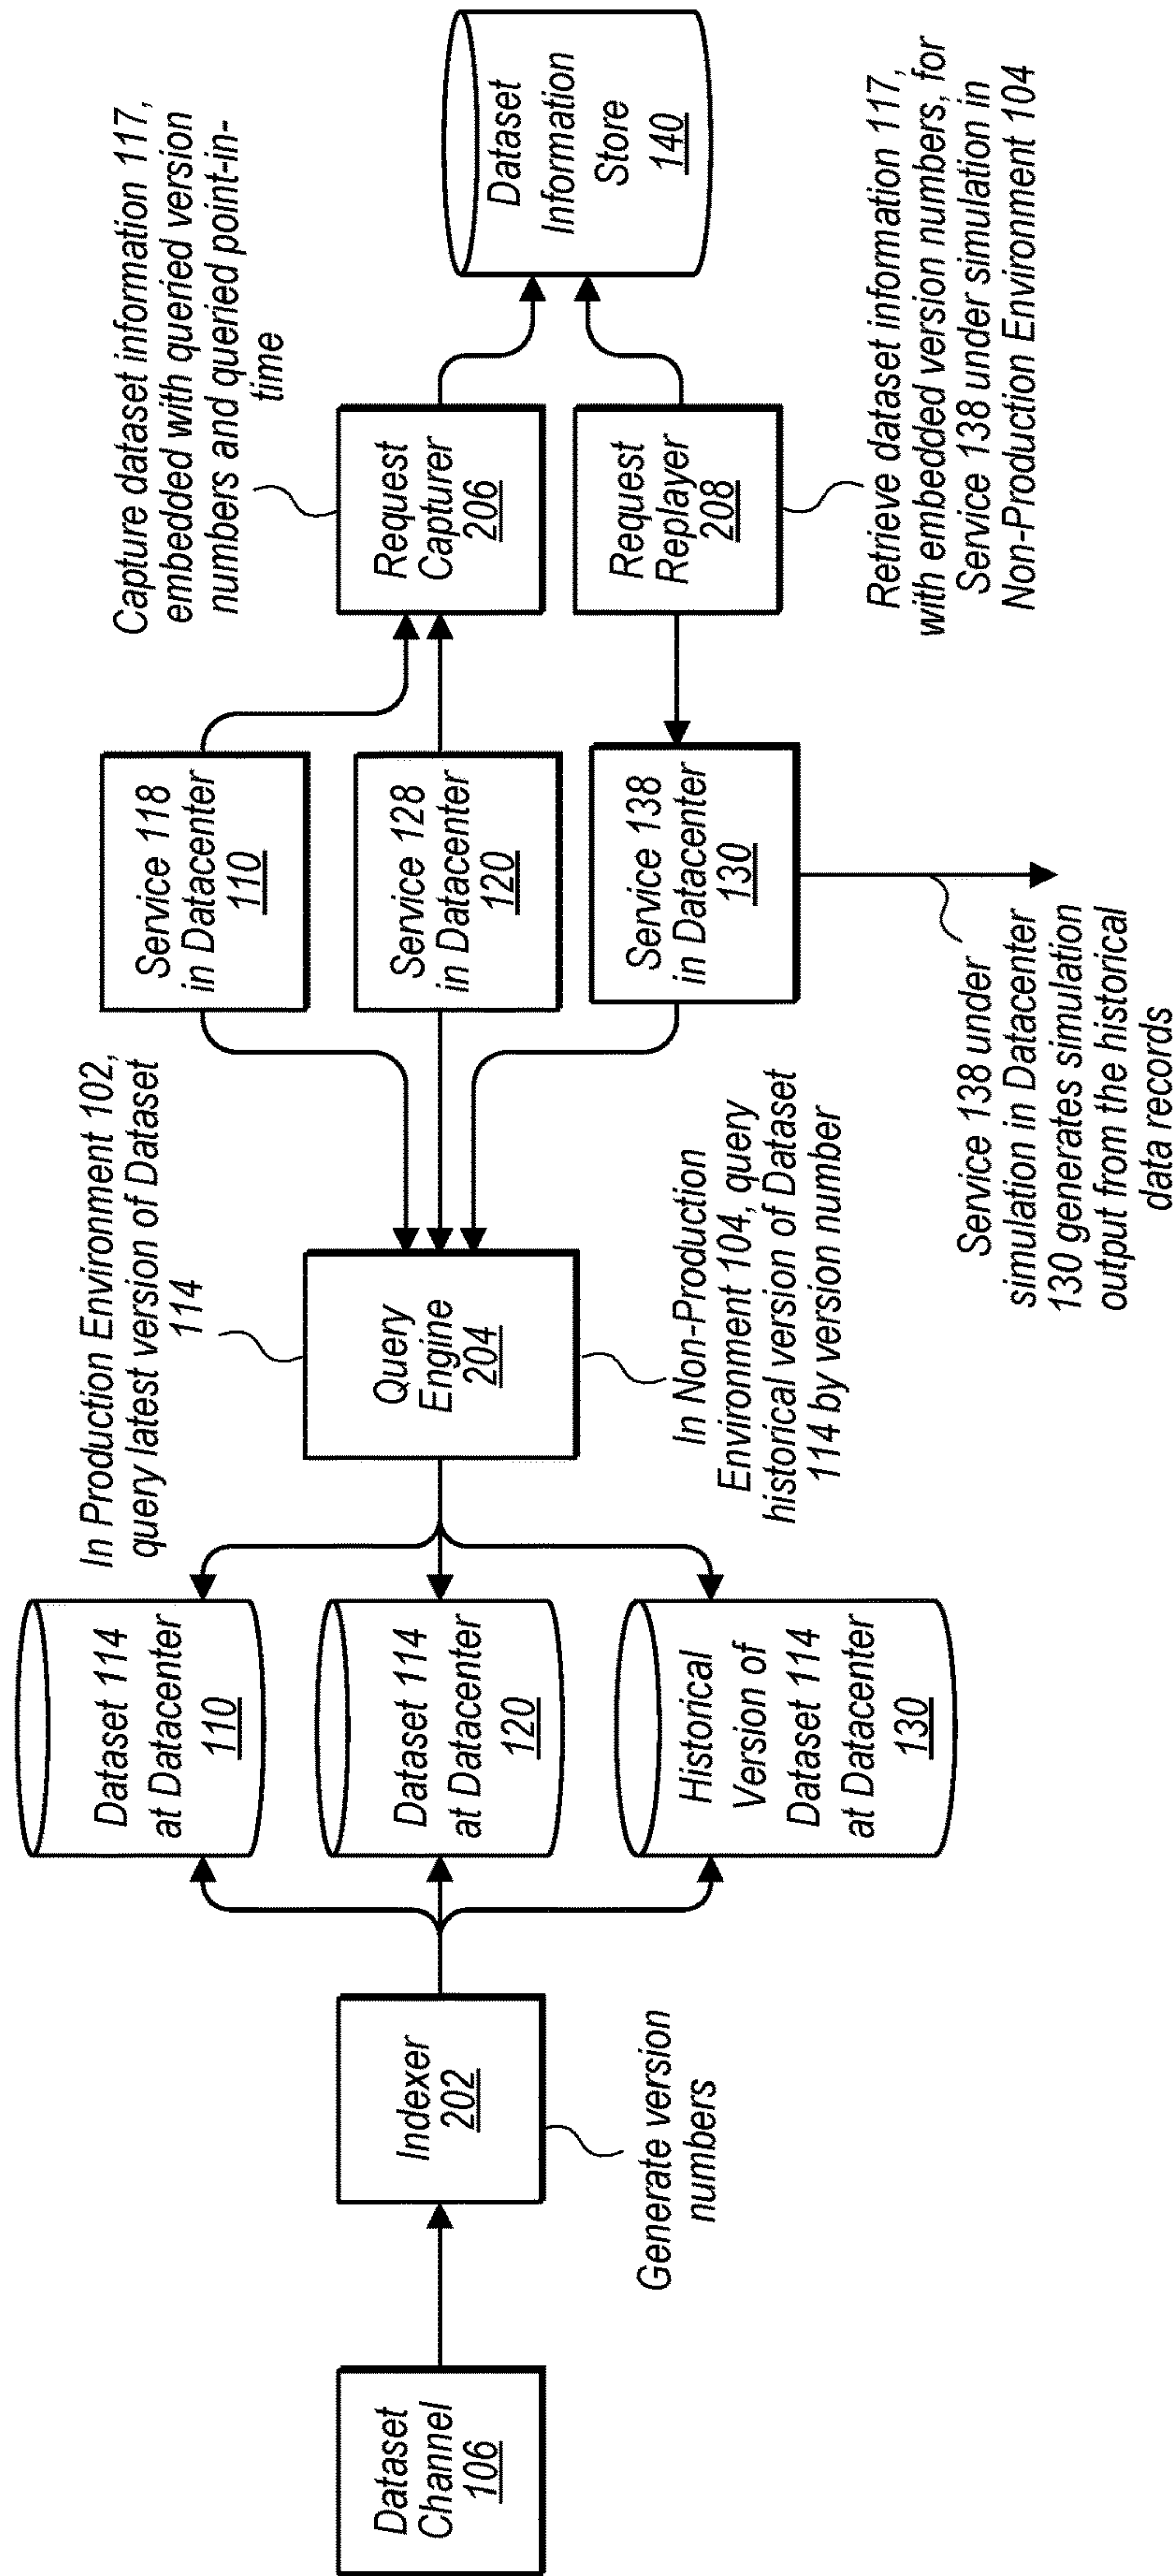 Dataset
Channel
106
Indexer
202
Generate version
numbers
Dataset 114
at Datacenter
110
Dataset 114
at Datacenter
120
Historical
Version of
Dataset 114
at Datacenter
130
In Production Environment 102,
query latest version of Dataset
114
Query
Engine
204
In Non-Production
Environment 104, query
historical version of Dataset
114 by version number
Service 118
in Datacenter
110
Service 128
in Datacenter
120
Service 138
in Datacenter
130
Service 138 under
simulation in Datacenter
130 generates simulation
output from the historical
data records
Capture dataset information 117,
embedded with queried version
numbers and queried point-in-
time
Request
Capturer
206
Request
Replayer
208
Retrieve dataset information 117,
with embedded version numbers, for
Service 138 under simulation in
Non-Production Environment 104
Dataset
Information
Store
140